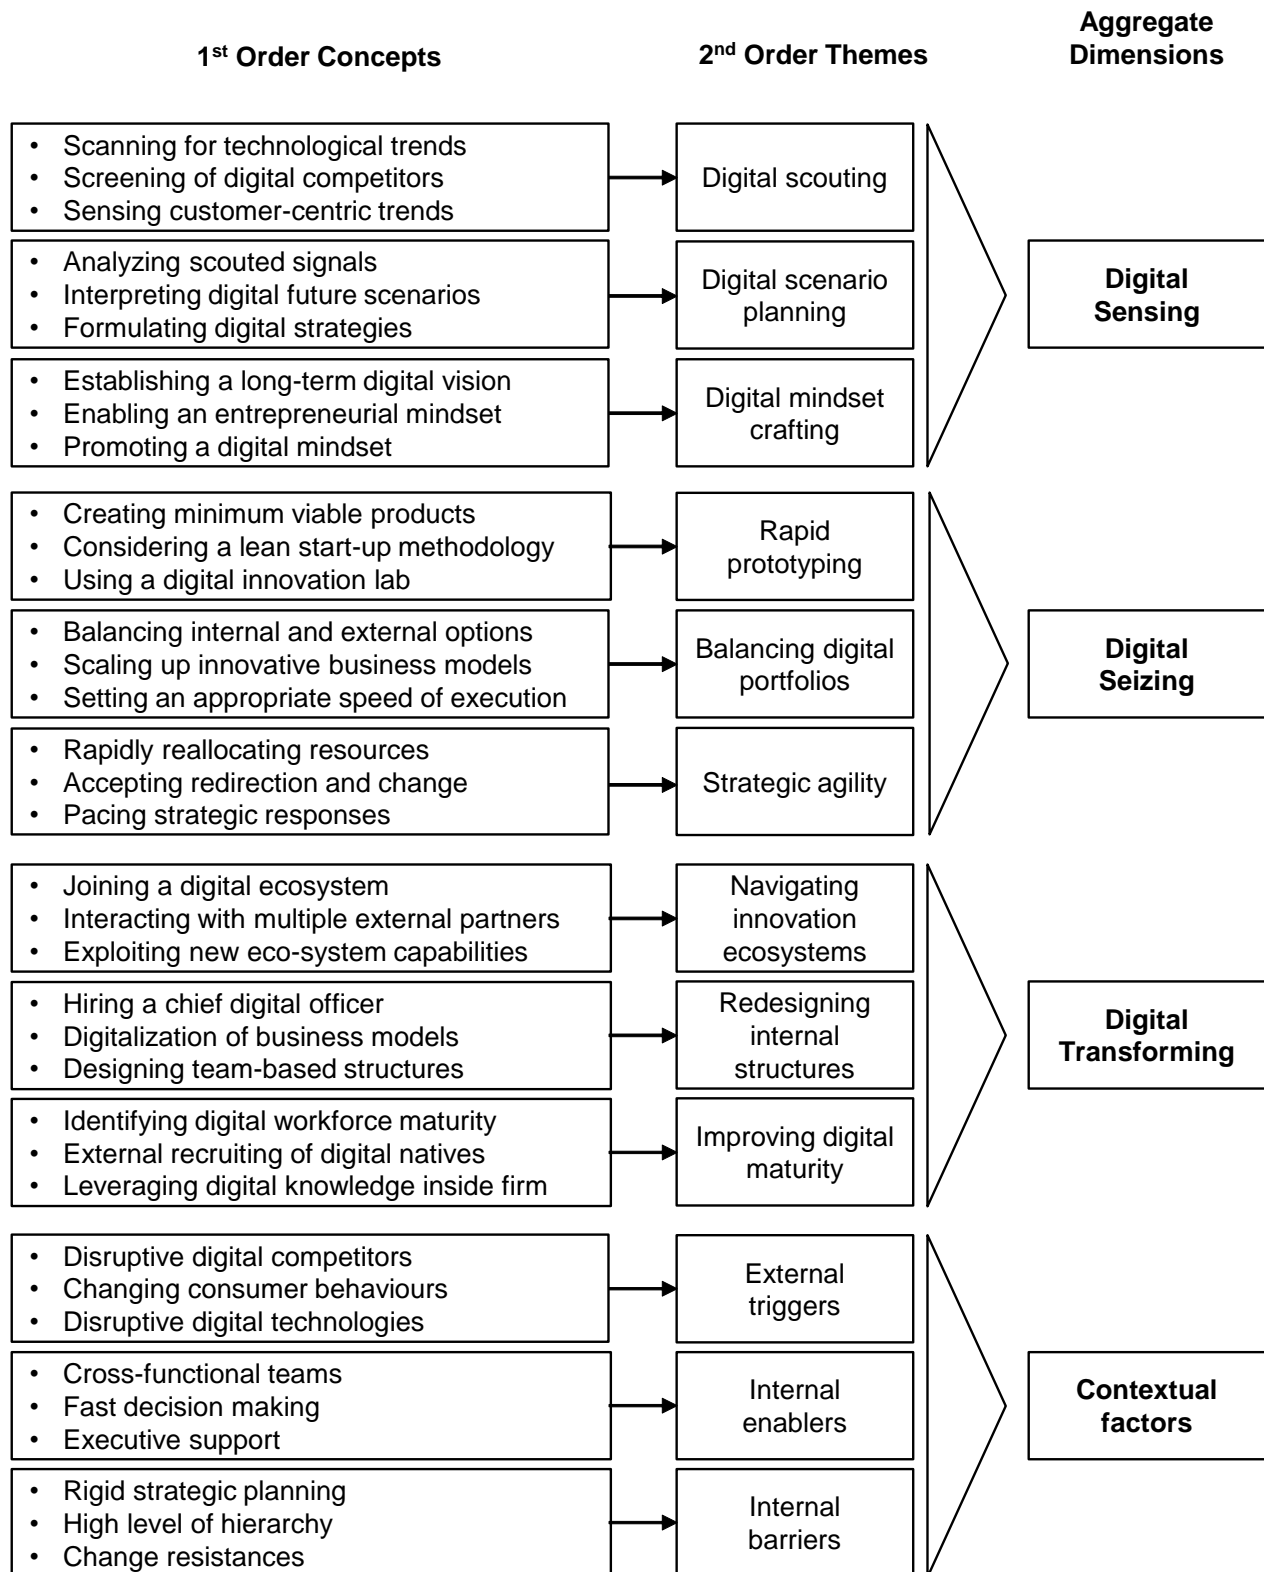 1st Order Concepts
2nd Order Themes
Aggregate
Dimensions
• Scanning for technological trends
• Screening of digital competitors
• Sensing customer-centric trends
Digital scouting
• Analyzing scouted signals
• Interpreting digital future scenarios
• Formulating digital strategies
Digital scenario
planning
• Establishing a long-term digital vision
• Enabling an entrepreneurial mindset
• Promoting a digital mindset
Digital mindset
crafting
Digital
Sensing
• Creating minimum viable products
• Considering a lean start-up methodology
• Using a digital innovation lab
Rapid
prototyping
• Balancing internal and external options
• Scaling up innovative business models
• Setting an appropriate speed of execution
Balancing digital
portfolios
• Rapidly reallocating resources
• Accepting redirection and change
• Pacing strategic responses
Strategic agility
Digital
Seizing
• Joining a digital ecosystem
• Interacting with multiple external partners
• Exploiting new eco-system capabilities
Navigating
innovation
ecosystems
• Hiring a chief digital officer
• Digitalization of business models
• Designing team-based structures
Redesigning
internal
structures
• Identifying digital workforce maturity
• External recruiting of digital natives
• Leveraging digital knowledge inside firm
Improving digital
maturity
Digital
Transforming
• Disruptive digital competitors
• Changing consumer behaviours
• Disruptive digital technologies
External
triggers
• Cross-functional teams
• Fast decision making
• Executive support
Internal
enablers
• Rigid strategic planning
• High level of hierarchy
• Change resistances
Internal
barriers
Contextual
factors